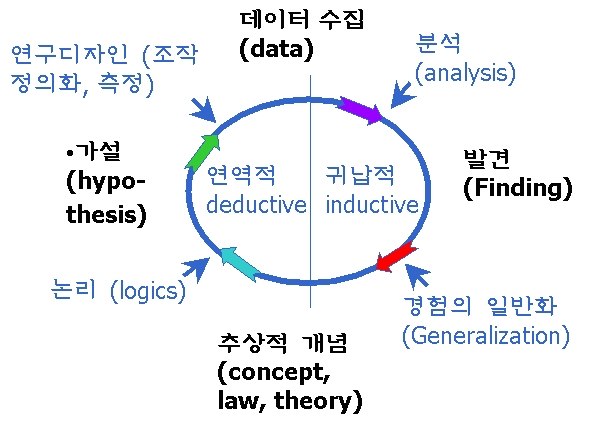 데이터 수집
(data)
연구디자인 (조작
정의화, 측정)
분석
(analysis)
•가설
(hypo-
thesis)
연역적
deductive
귀납적
inductive
발견
(Finding)
논리 (logics)
경험의 일반화
(Generalization)
추상적 개념
(concept,
law, theory)